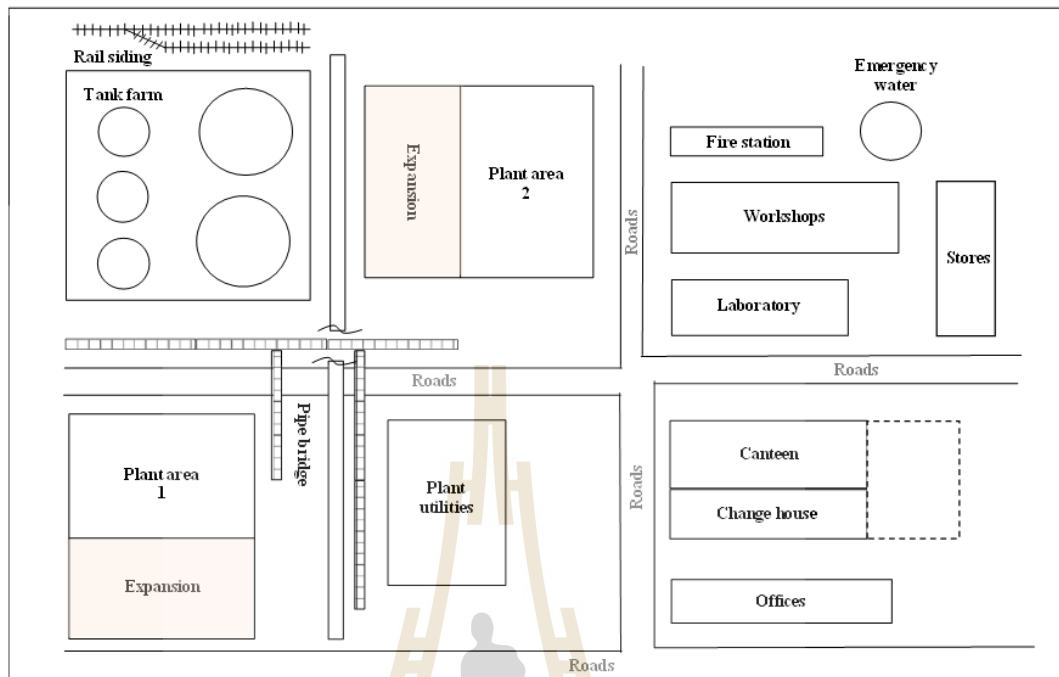 Rail siding
Tank farm
Expansion
Plant area
2
Roads
Emergency
water
Fire station
Workshops
Stores
Laboratory
Roads
Roads
Pipe bridge
Plant area
1
Expansion
Plant
utilities
Roads
Canteen
Change house
Offices
Roads